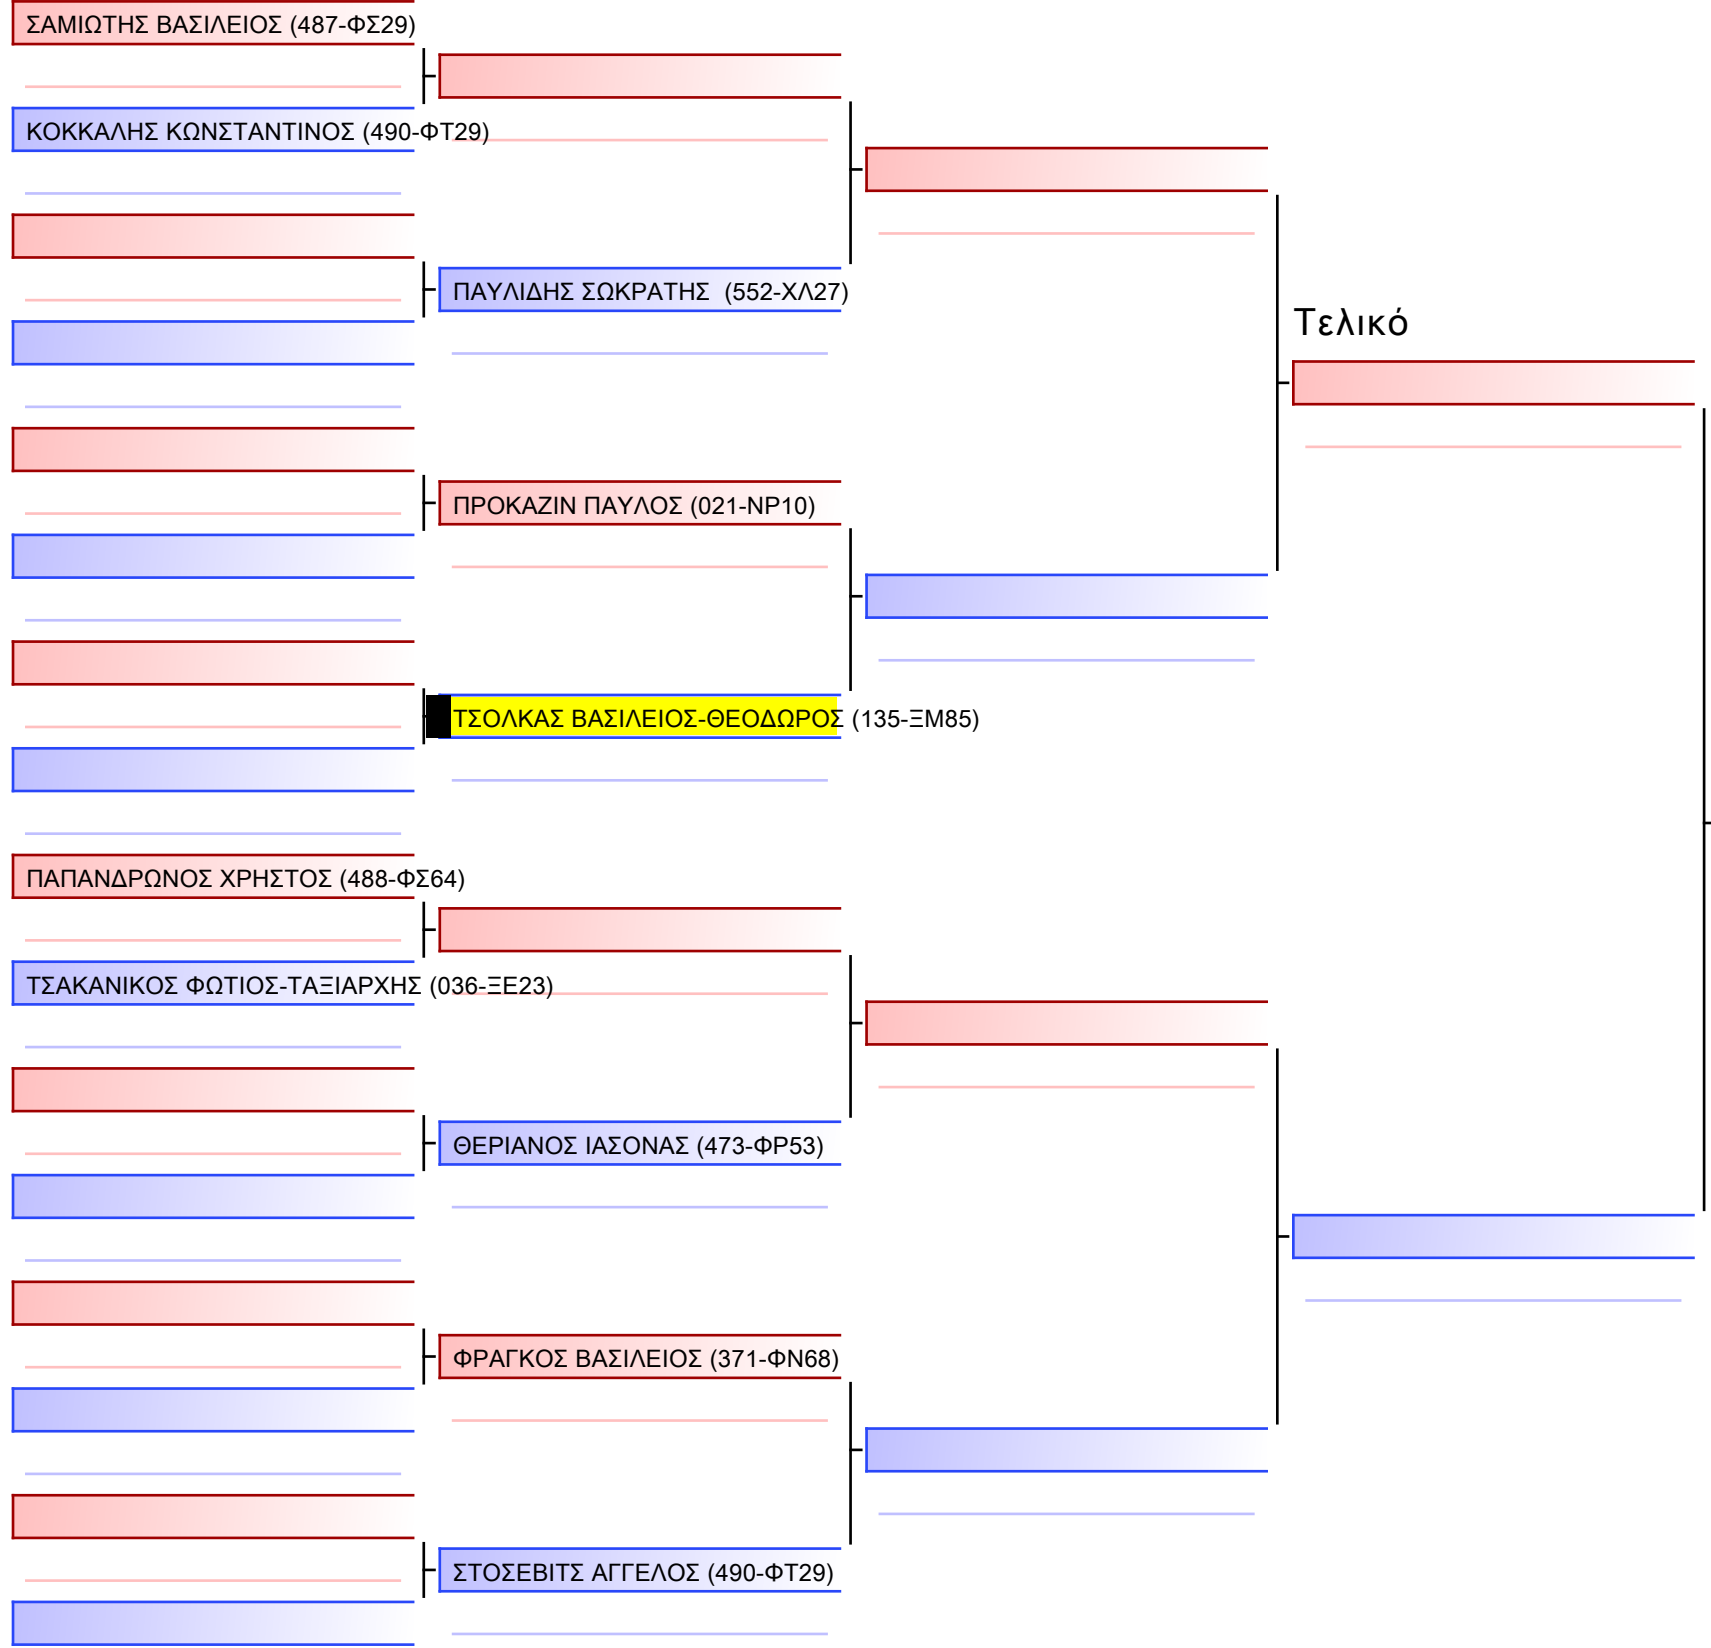 ΣΑΜΙΩΤΗΣ ΒΑΣΙΛΕΙΟΣ (487-ΦΣ29)
ΚΟΚΚΑΛΗΣ ΚΩΝΣΤΑΝΤΙΝΟΣ (490-ΦΤ29)
ΠΑΥΛΙΔΗΣ ΣΩΚΡΑΤΗΣ (552-ΧΛ27)
Τελικό
ΠΡΟΚΑΖΙΝ ΠΑΥΛΟΣ (021-ΝΡ10)
ΤΣΟΛΚΑΣ ΒΑΣΙΛΕΙΟΣ-ΘΕΟΔΩΡΟΣ (135-ΞΜ85)
ΠΑΠΑΝΔΡΩΝΟΣ ΧΡΗΣΤΟΣ (488-ΦΣ64)
ΤΣΑΚΑΝΙΚΟΣ ΦΩΤΙΟΣ-ΤΑΞΙΑΡΧΗΣ (036-ΞΕ23)
ΘΕΡΙΑΝΟΣ ΙΑΣΟΝΑΣ (473-ΦΡ53)
ΦΡΑΓΚΟΣ ΒΑΣΙΛΕΙΟΣ (371-ΦΝ68)
ΣΤΟΣΕΒΙΤΣ ΑΓΓΕΛΟΣ (490-ΦΤ29)